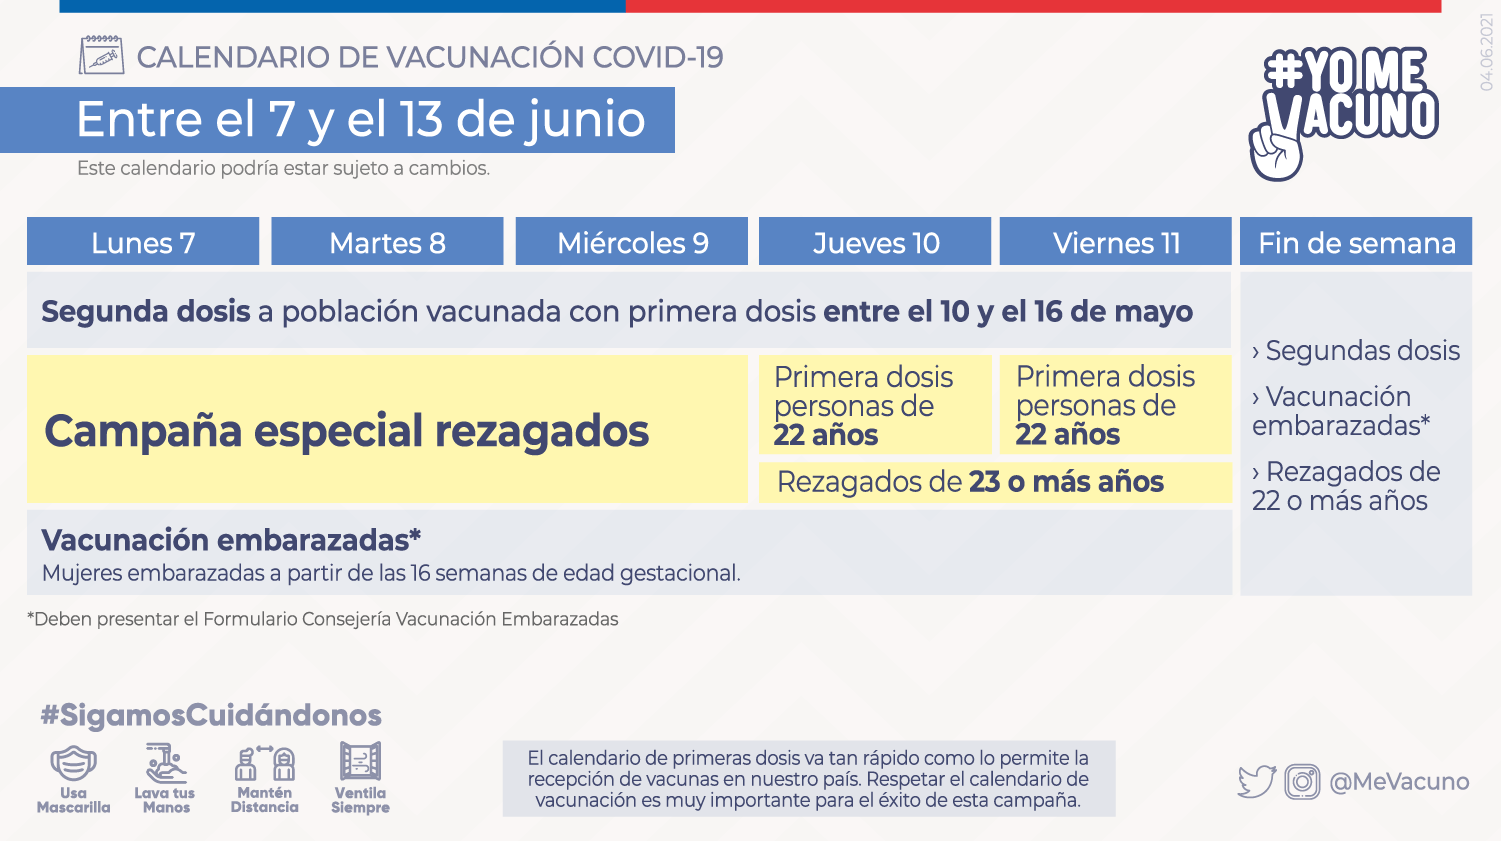 CALENDARIO DE VACUNACIÓN COVID-19
Entre el 7 y el 13 de junio
Este calendario podría estar sujeto a cambios.
#YO ME
VACUNO
04.06.2021
Lunes 7
Martes 8
Miércoles 9
Jueves 10
Viernes 11
Fin de semana
Segunda dosis a población vacunada con primera dosis entre el 10 y el 16 de mayo
Campaña especial rezagados
Primera dosis
personas de
22 años
Primera dosis
personas de
22 años
Rezagados de 23 o más años
Vacunación embarazadas*
Mujeres embarazadas a partir de las 16 semanas de edad gestacional.
› Segundas dosis
› Vacunación
embarazadas*
› Rezagados de
22 o más años
*Deben presentar el Formulario Consejería Vacunación Embarazadas
#SigamosCuidándonos
Usa
Mascarilla
Lava tus
Manos
Mantén
Distancia
Ventila
Siempre
El calendario de primeras dosis va tan rápido como lo permite la
recepción de vacunas en nuestro país. Respetar el calendario de
vacunación es muy importante para el éxito de esta campaña.
@MeVacuno